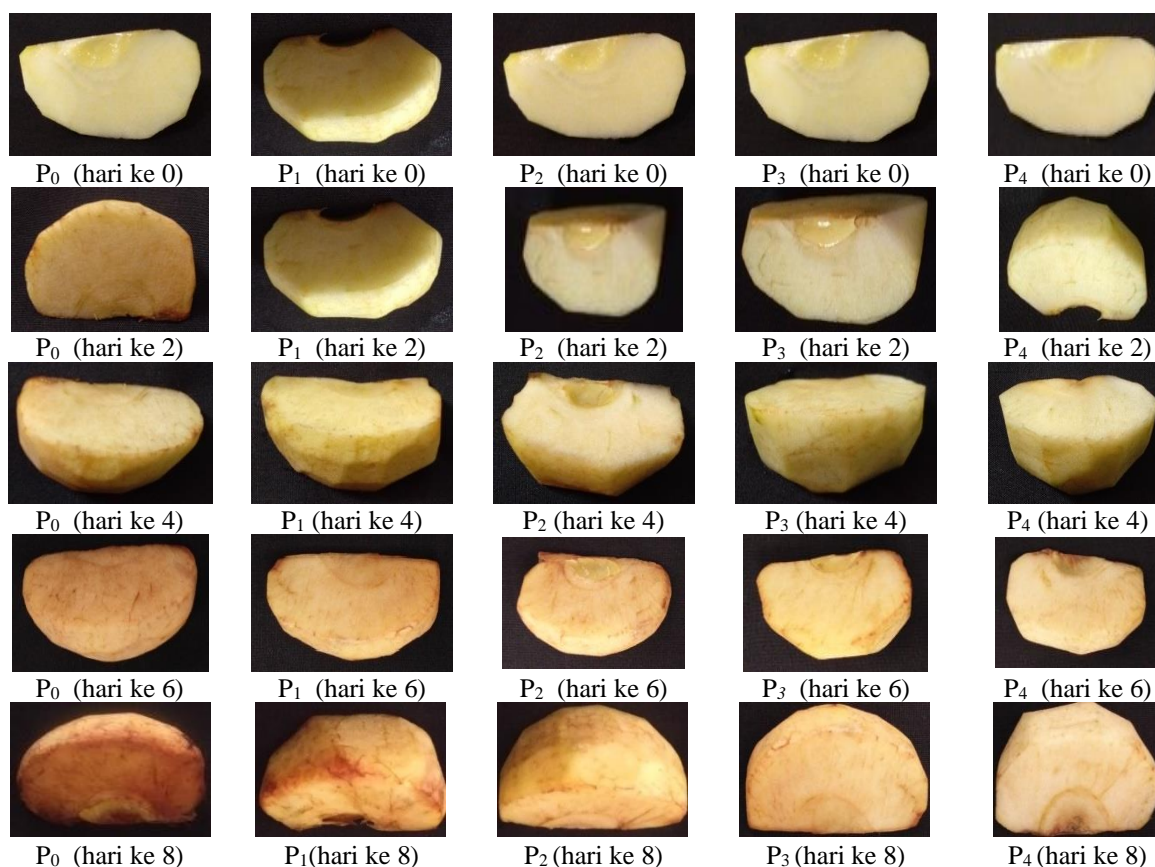 P₀ (hari ke 0) P₁ (hari ke 0) P₂ (hari ke 0) P₃ (hari ke 0) P₄ (hari ke 0)
P₀ (hari ke 2) P₁ (hari ke 2) P₂ (hari ke 2) P₃ (hari ke 2) P₄ (hari ke 2)
P₀ (hari ke 4) P₁ (hari ke 4) P₂ (hari ke 4) P₃ (hari ke 4) P₄ (hari ke 4)
P₀ (hari ke 6) P₁ (hari ke 6) P₂ (hari ke 6) P₃ (hari ke 6) P₄ (hari ke 6)
P₀ (hari ke 8) P₁(hari ke 8) P₂ (hari ke 8) P₃ (hari ke 8) P₄ (hari ke 8)